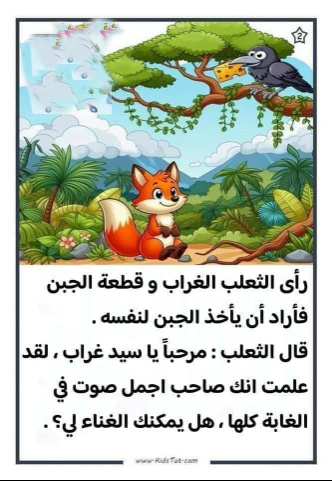 2
رأى الثعلب الغراب و قطعة الجبن
فأراد أن يأخذ الجبن لنفسه .
قال الثعلب : مرحباً يا سيد غراب ، لقد
علمت انك صاحب اجمل صوت في
الغابة كلها ، هل يمكنك الغناء لي؟ .
www-KidsTut-com